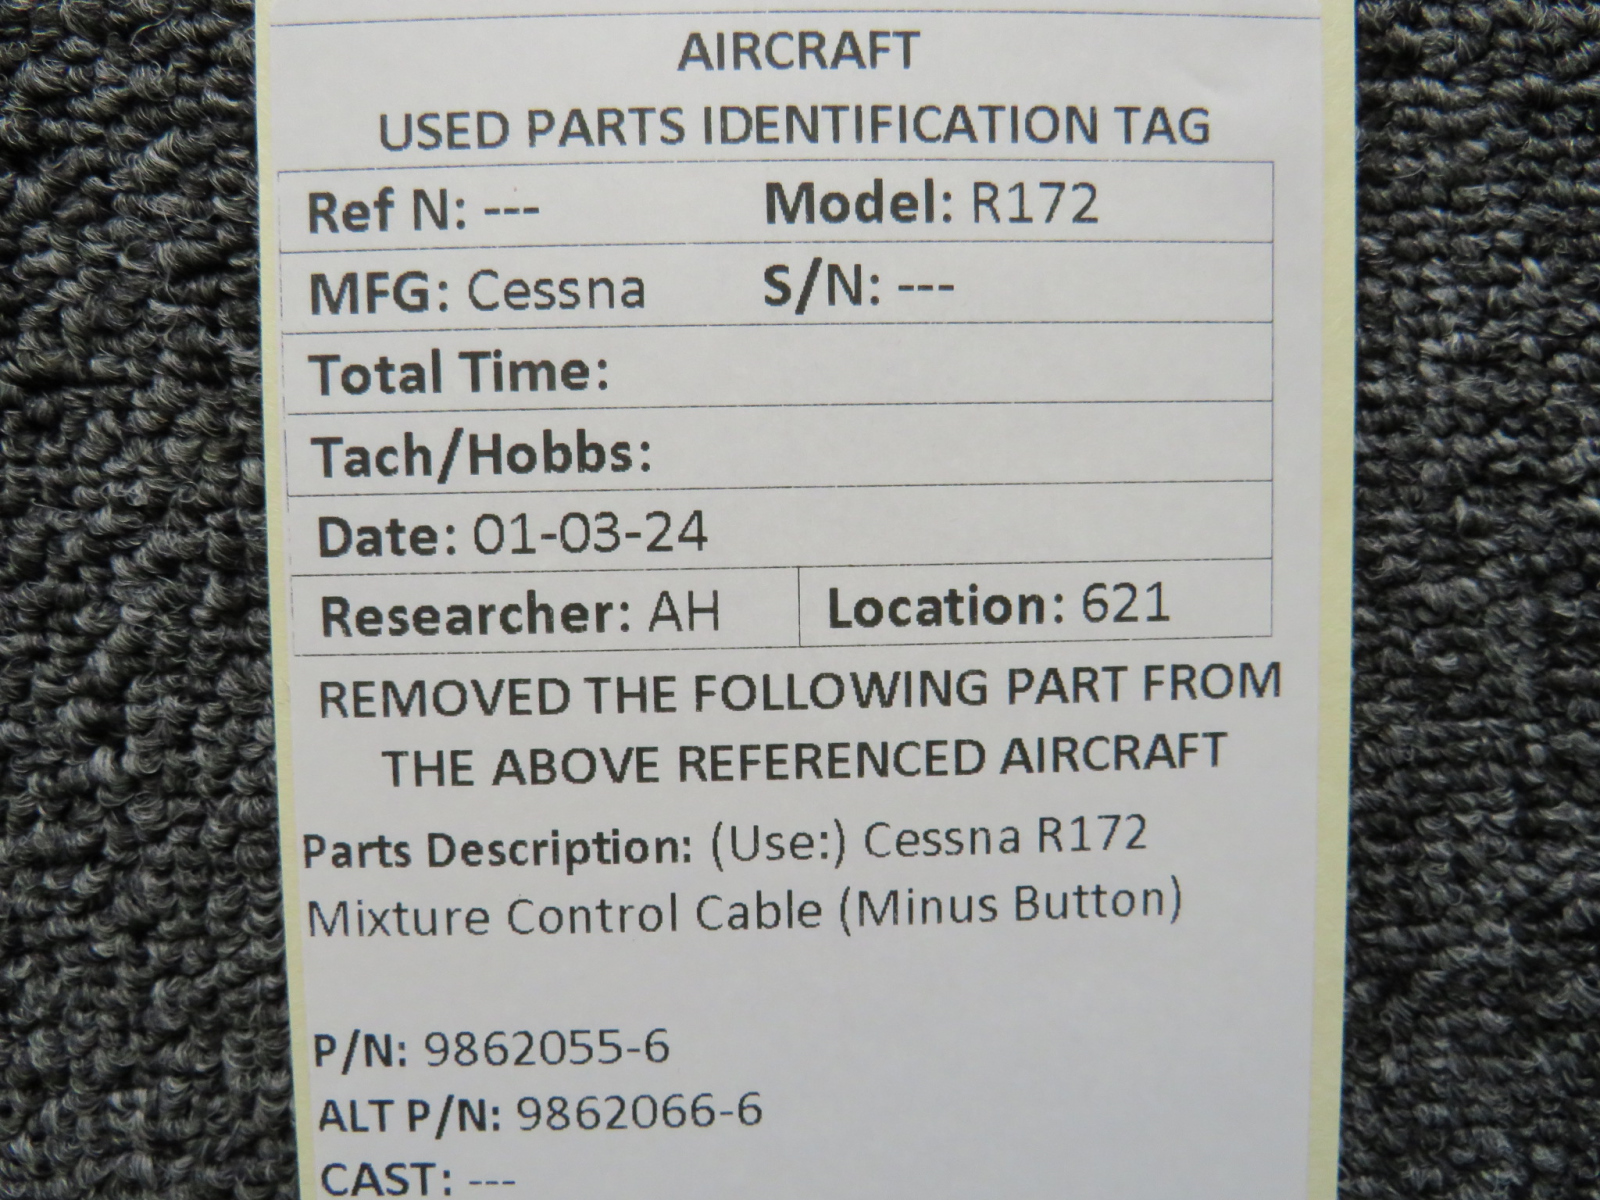 AIRCRAFT
USED PARTS IDENTIFICATION TAG
Ref N: --- Model: R172
MFG: Cessna S/N: ---
Total Time:
Tach/Hobbs:
Date: 01-03-24
Researcher: AH Location: 621
REMOVED THE FOLLOWING PART FROM
THE ABOVE REFERENCED AIRCRAFT
Parts Description: (Use:) Cessna R172
Mixture Control Cable (Minus Button)
P/N: 9862055-6
ALT P/N: 9862066-6
CAST: ---